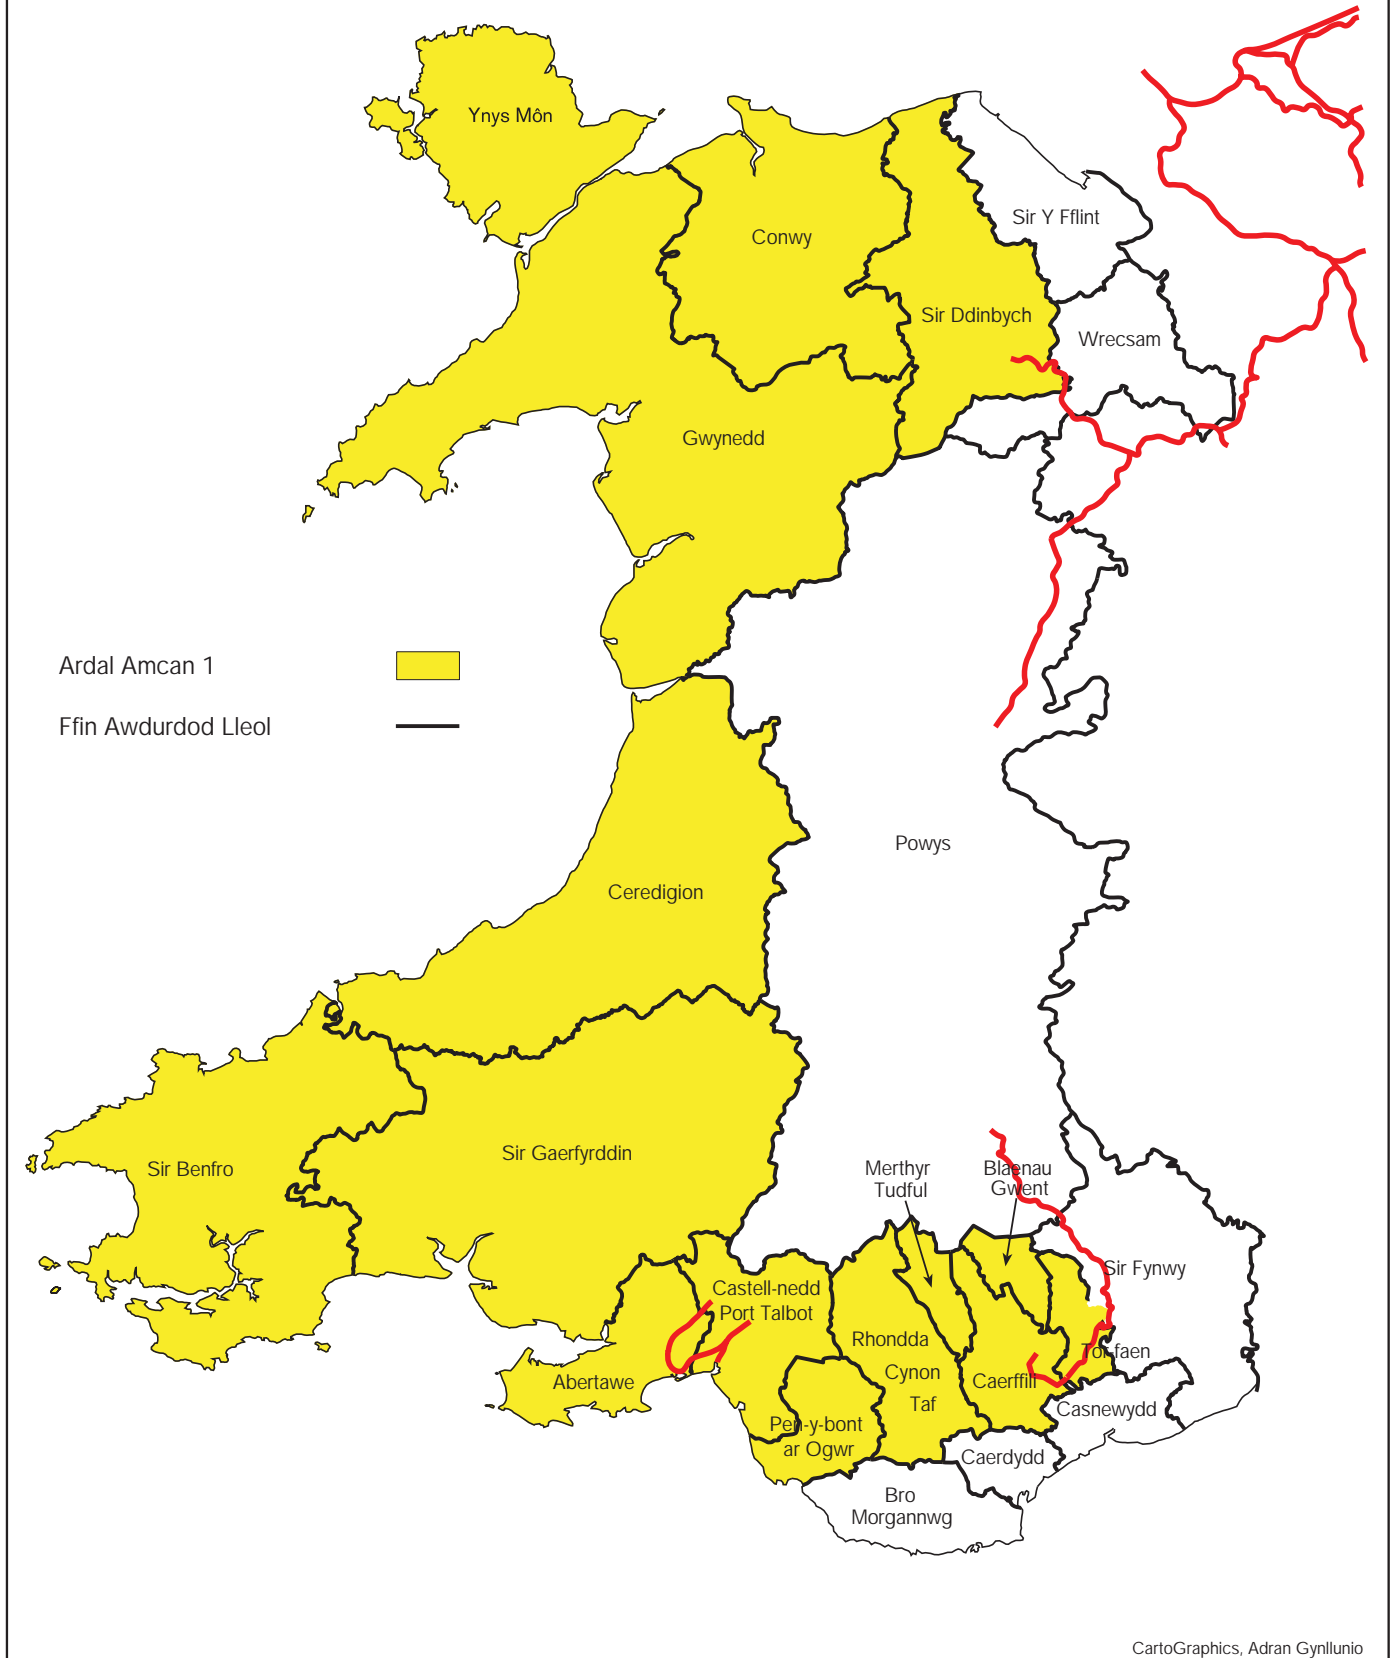 Ynys Môn
Conwy
Sir Y Fflint
Sir Ddinbych
Wrecsam
Gwynedd
Ardal Amcan 1
Ffin Awdurdod Lleol
Powys
Ceredigion
Sir Benfro
Sir Gaerfyrddin
Merthyr
Tudful
Blaenau
Gwent
Sir Fynwy
Castell-nedd
Port Talbot
Rhondda
Cynon
Taf
Tor-faen
Caerffili
Abertawe
Casnewydd
Pen-y-bont
ar Ogwr
Caerdydd
Bro
Morgannwg
CartoGraphics, Adran Gynllunio